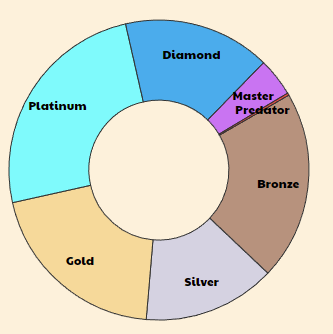 Diamond
Master
Predator
Platinum
Bronze
Gold
Silver